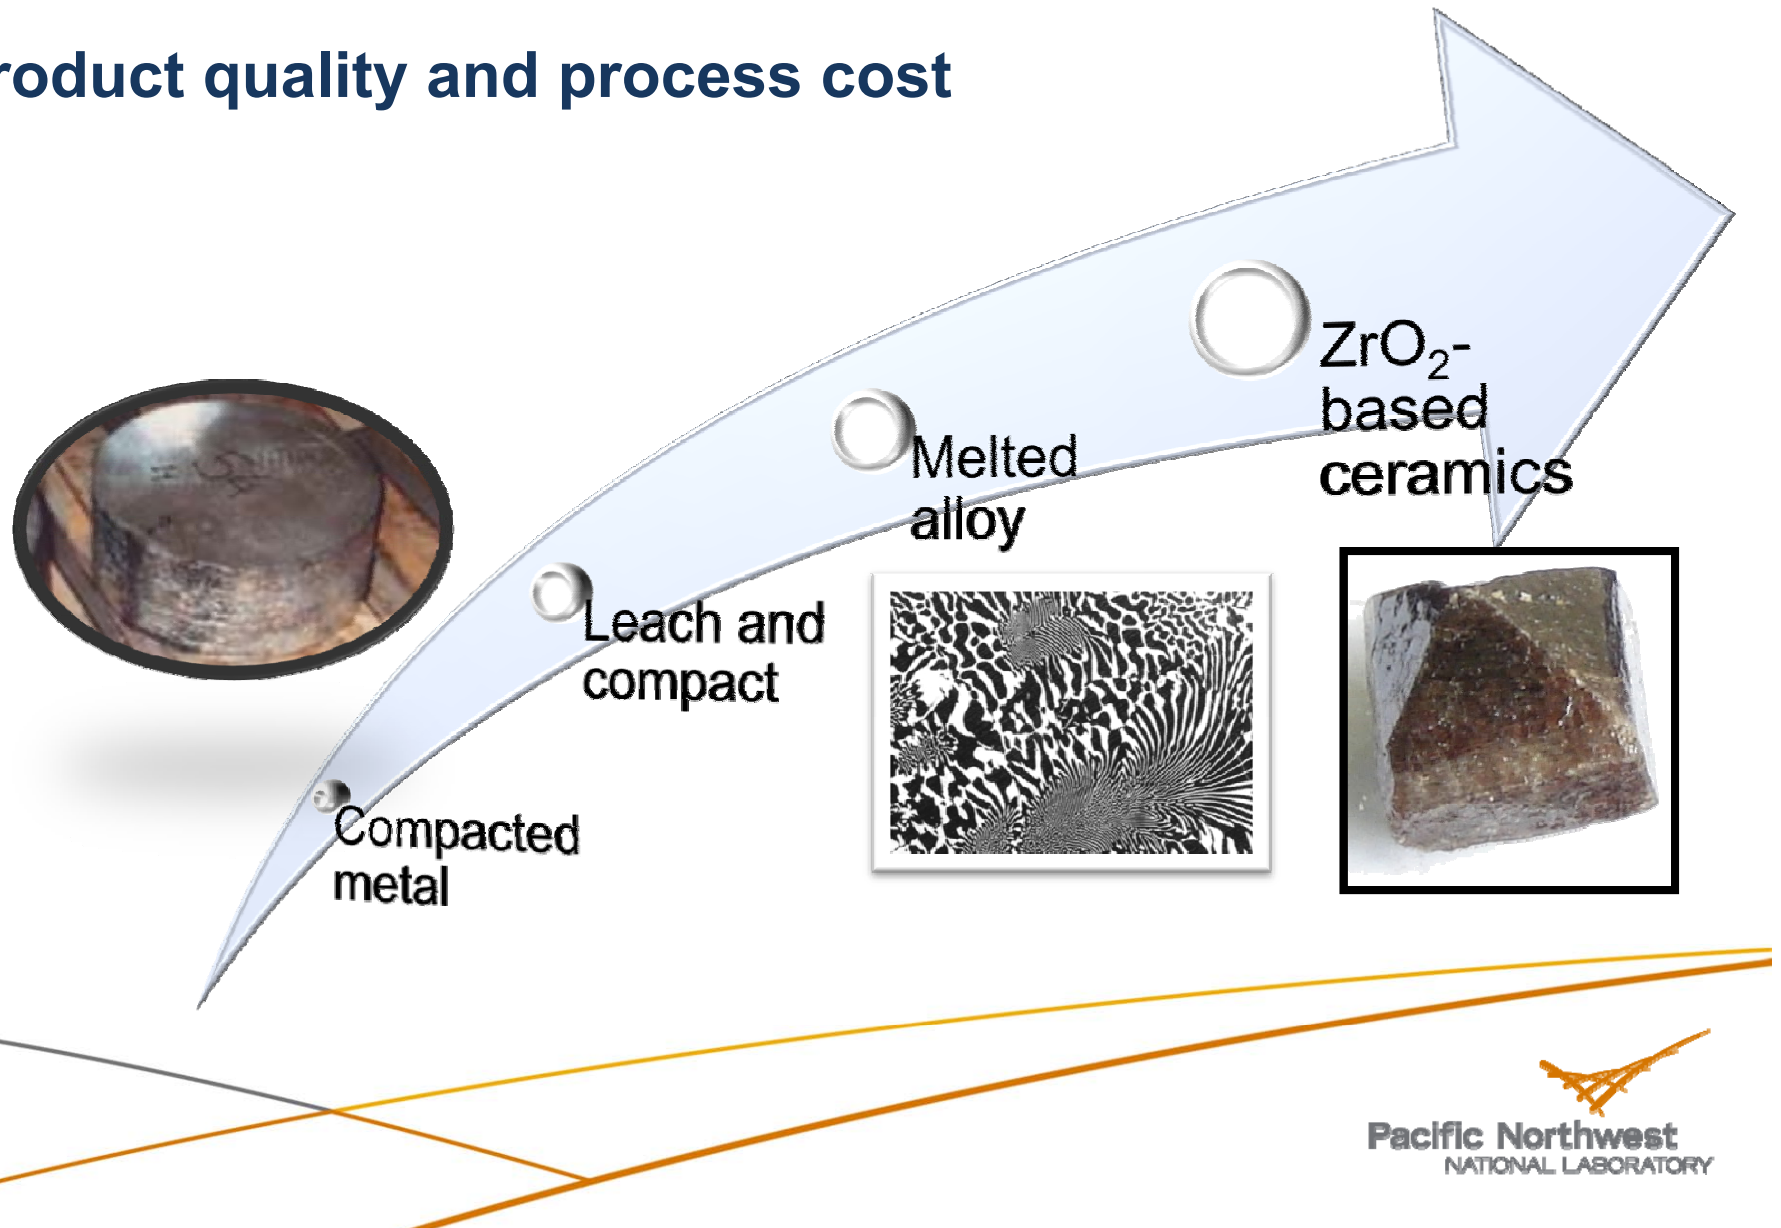 roduct quality and process cost
ZrO₂-
based
ceramics
Melted
alloy
Leach and
compact
Compacted
metal
Pacific Northwest
NATIONAL LABORATORY